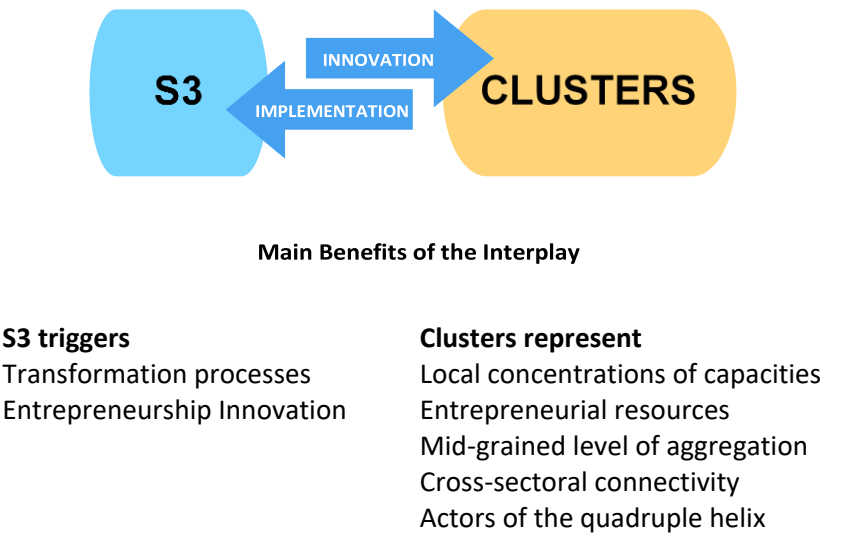 S3
INNOVATION
IMPLEMENTATION
CLUSTERS
Main Benefits of the Interplay
S3 triggers
Transformation processes
Entrepreneurship Innovation
Clusters represent
Local concentrations of capacities
Entrepreneurial resources
Mid-grained level of aggregation
Cross-sectoral connectivity
Actors of the quadruple helix